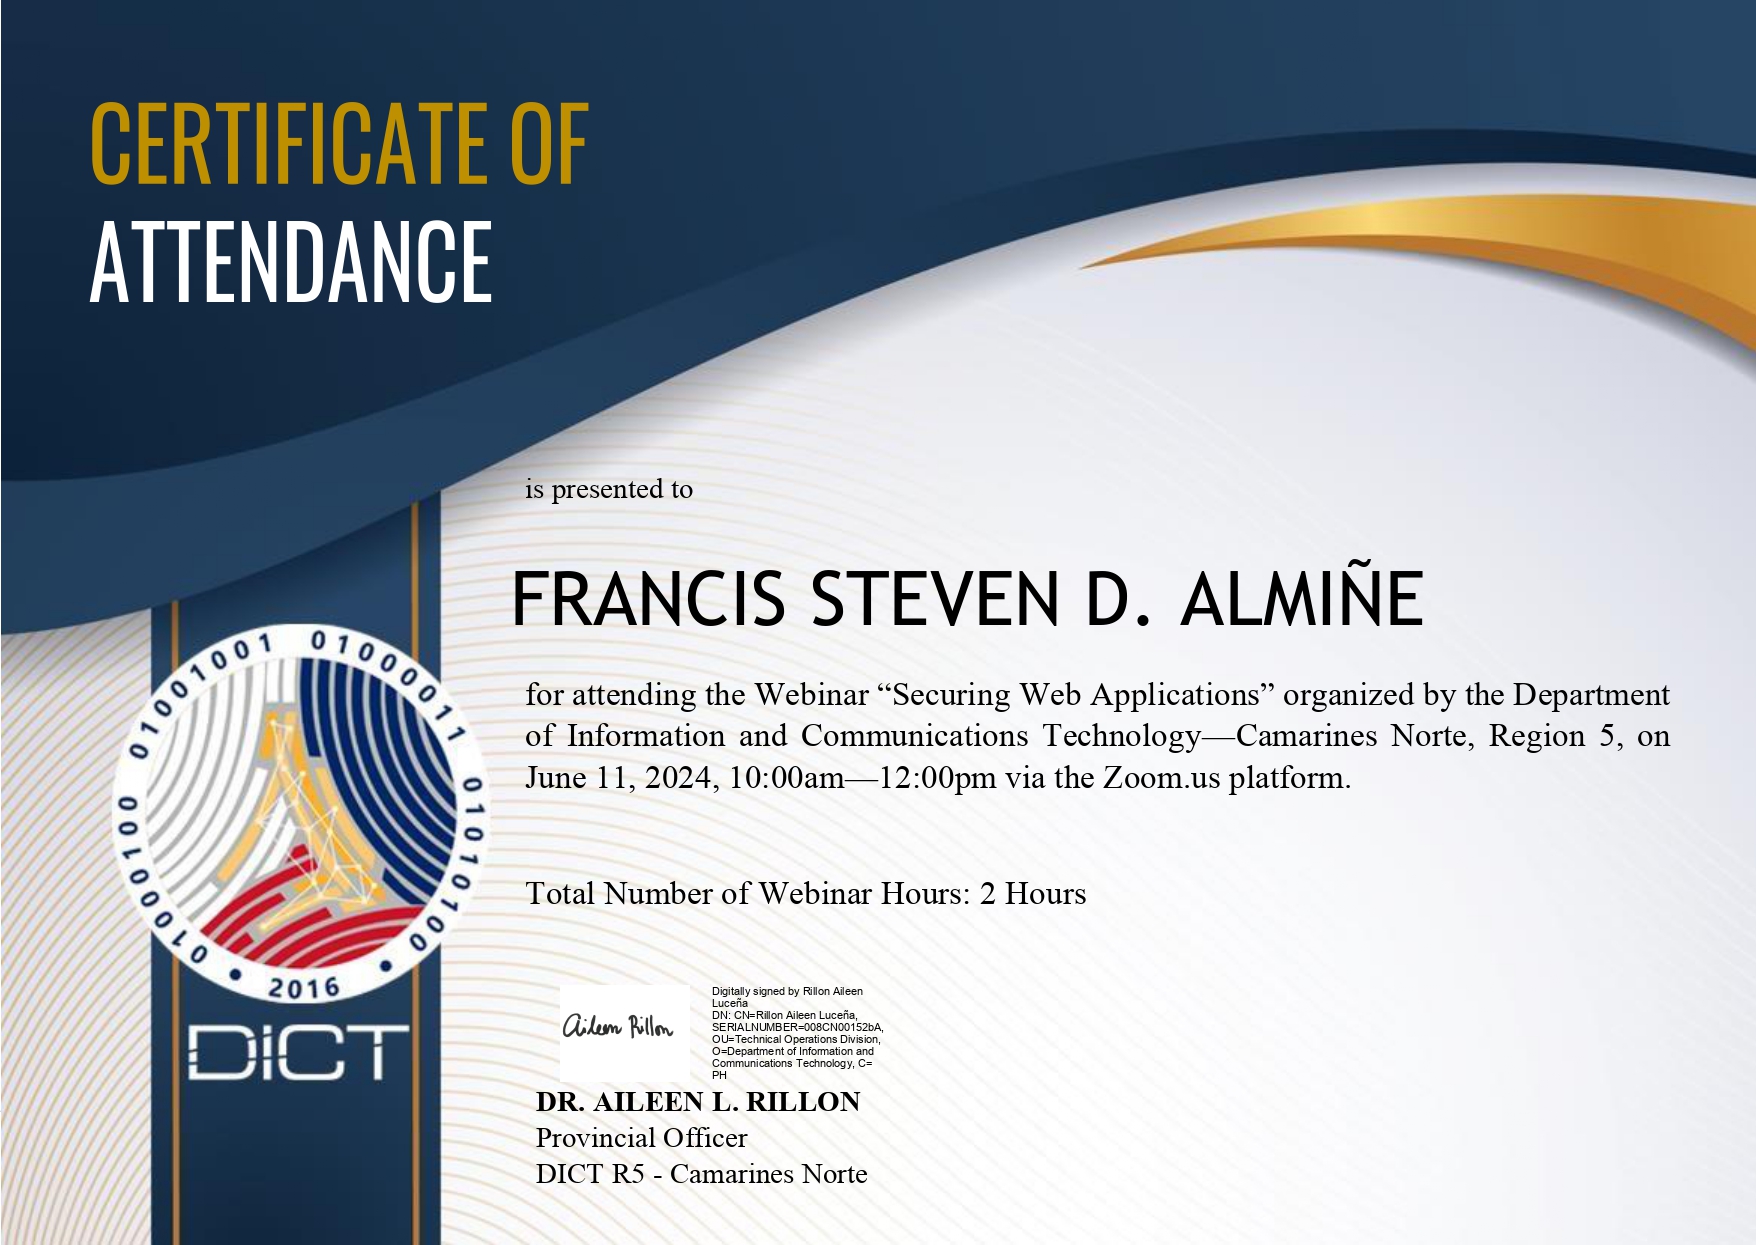 CERTIFICATE OF
ATTENDANCE
is presented to
FRANCIS STEVEN D. ALMIÑE
for attending the Webinar “Securing Web Applications” organized by the Department
of Information and Communications Technology—Camarines Norte, Region 5, on
June 11, 2024, 10:00am—12:00pm via the Zoom.us platform.
Total Number of Webinar Hours: 2 Hours
01000100 01001001 01000011 01010100
2016
DICT
Aileen Rillon
Digitally signed by Rillon Aileen
Luceña
DN: CN=Rillon Aileen Luceña,
SERIALNUMBER=008CN00152bA,
OU=Technical Operations Division,
O=Department of Information and
Communications Technology, C=
PH
DR. AILEEN L. RILLON
Provincial Officer
DICT R5 - Camarines Norte